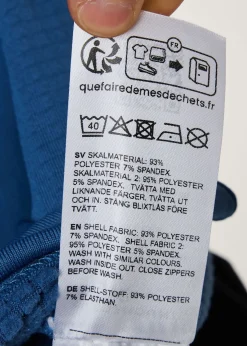 FR
quefairedemesdechets.fr
40
SV SKALMATERIAL: 93%
POLYESTER 7% SPANDEX.
SKALMATERIAL 2: 95% POLYESTER
5% SPANDEX. TVÄTTA MED
LIKNANDE FÄRGER. TVÄTTA UT
OCH IN. STÄNG BLIXTLÅS FÖRE
TVÄTT.
EN SHELL FABRIC: 93% POLYESTER
7% SPANDEX. SHELL FABRIC 2:
95% POLYESTER 5% SPANDEX.
WASH WITH SIMILAR COLOURS.
WASH INSIDE OUT. CLOSE ZIPPERS
BEFORE WASH.
DE SHELL-STOFF: 93% POLYESTER
7% ELASTHAN.